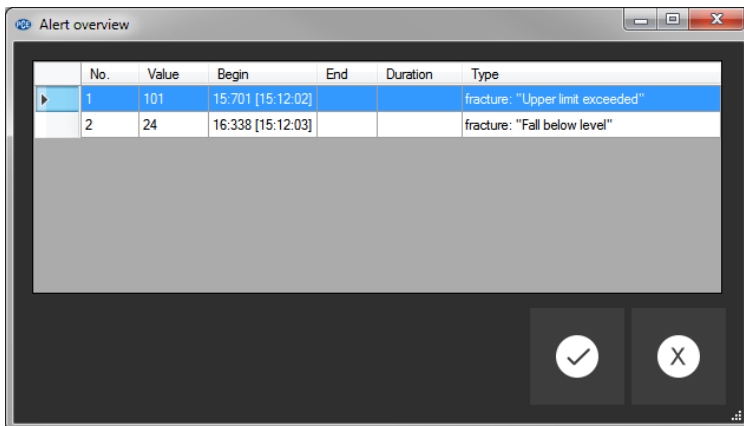 PCE Alert overview
No. Value Begin End Duration Type
1 101 15:701 [15:12:02] fracture: "Upper limit exceeded"
2 24 16:338 [15:12:03] fracture: "Fall below level"
X